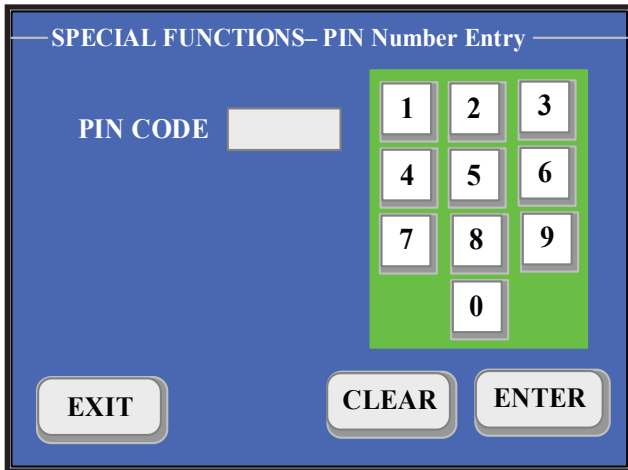 SPECIAL FUNCTIONS– PIN Number Entry
PIN CODE
1 2 3
4 5 6
7 8 9
0
EXIT CLEAR ENTER